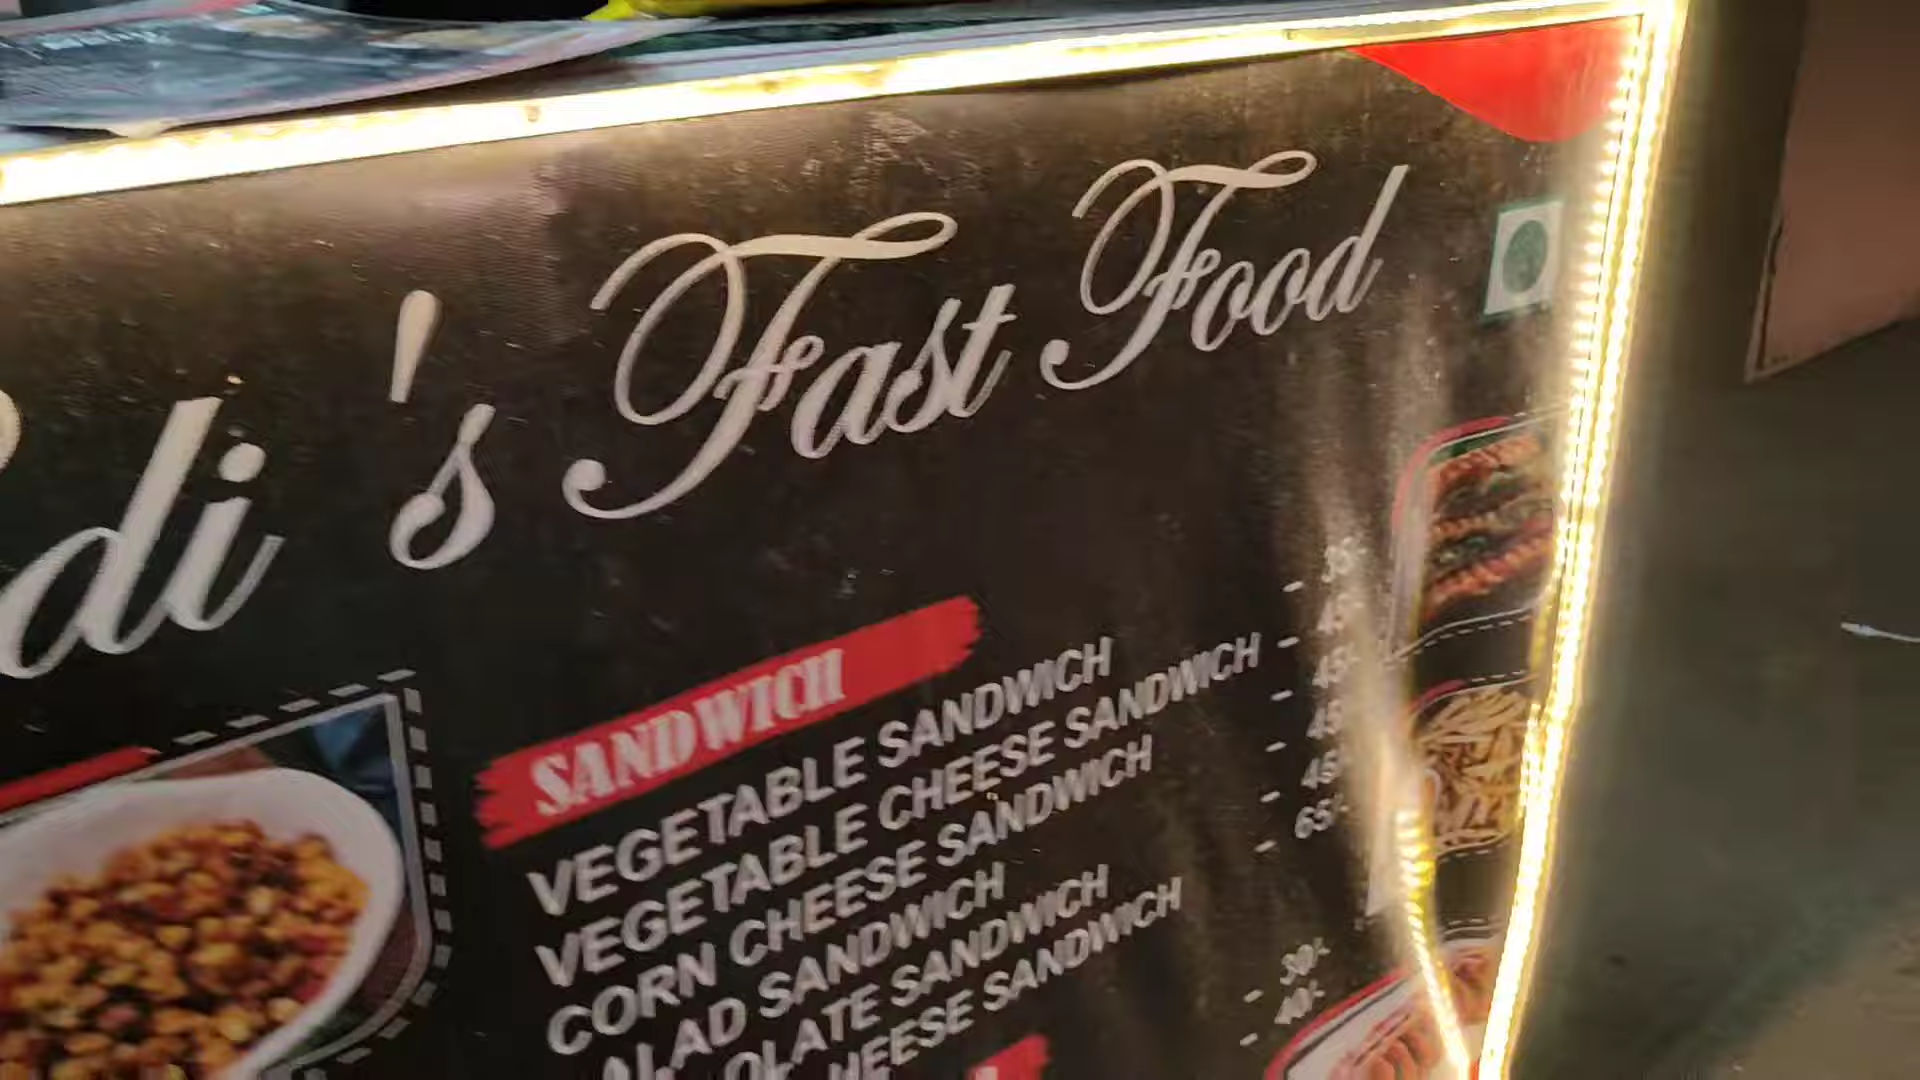 di 's Fast Food
SANDWICH
VEGETABLE SANDWICH
VEGETABLE CHEESE SANDWICH -
CORN CHEESE SANDWICH - 45/-
ALAD SANDWICH - 45
OLATE SANDWICH - 45
HEESE SANDWICH - 65/-
- 30/-
- 40/-